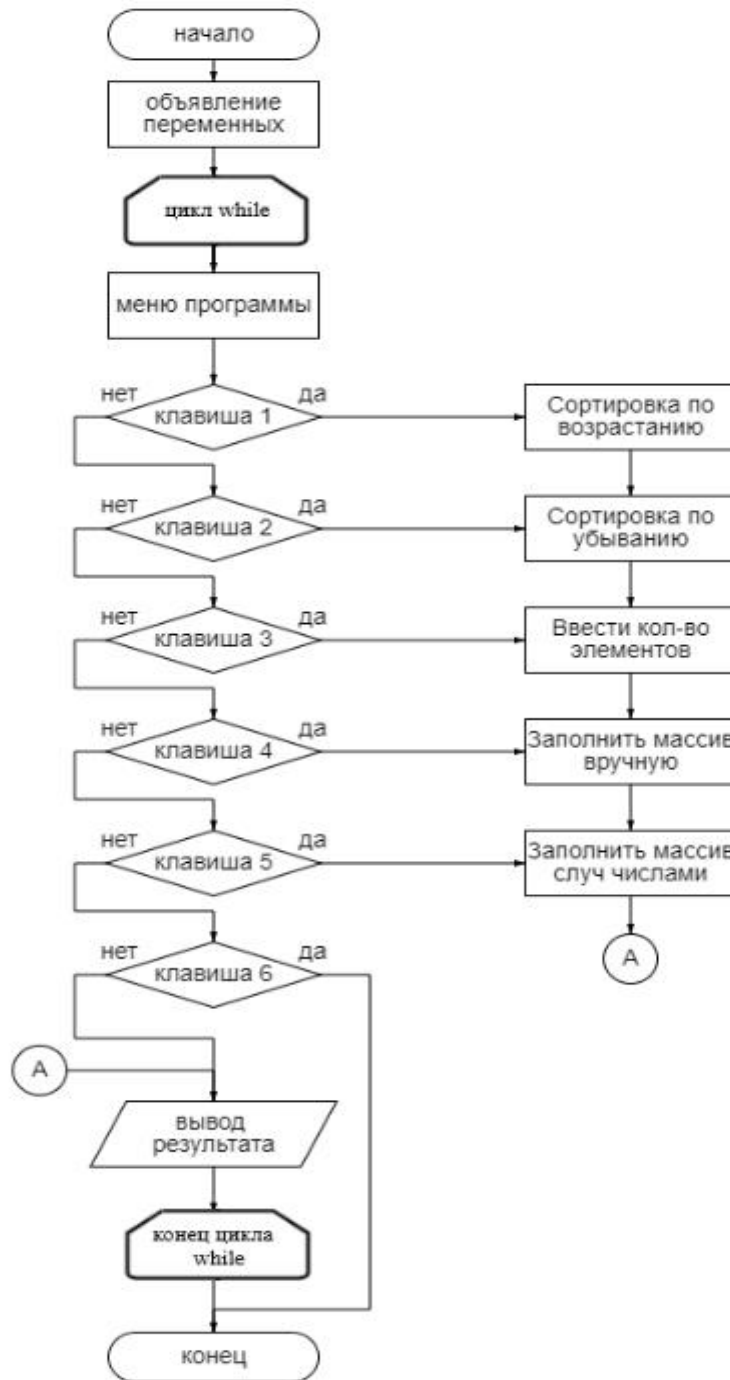 начало
объявление
переменных
цикл while
меню программы
нет
да
клавиша 1
Сортировка по
возрастанию
нет
да
клавиша 2
Сортировка по
убыванию
нет
да
клавиша 3
Ввести кол-во
элементов
нет
да
клавиша 4
Заполнить массив
вручную
нет
да
клавиша 5
Заполнить массив
случ числами
нет
да
клавиша 6
А
А
вывод
результата
конец цикла
while
конец